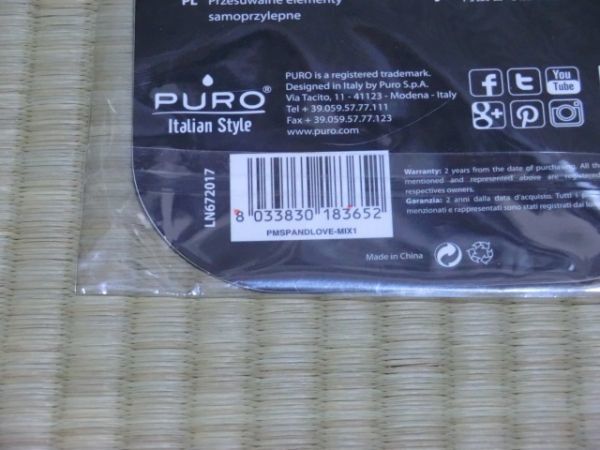 PL Przesuwalne elementy
samoprzylepne
PURO®
Italian Style
PURO is a registered trademark.
Designed in Italy by Puro S.p.A.
Via Tacito, 11 - 41123 - Modena - Italy
Tel + 39.059.57.77.111
Fax + 39.059.57.77.123
www.puro.com
f
t
You
Tube
g+
P
LN672017
8 033830 183652
PMSPANDLOVE-MIX1
Warranty: 2 years from the date of purchasing. All the
mentioned and represented above are registered
respectives owners.
Garanzia: 2 anni dalla data d'acquisto. Tutti i
menzionati e rappresentati sono stati registrati dai
Made in China